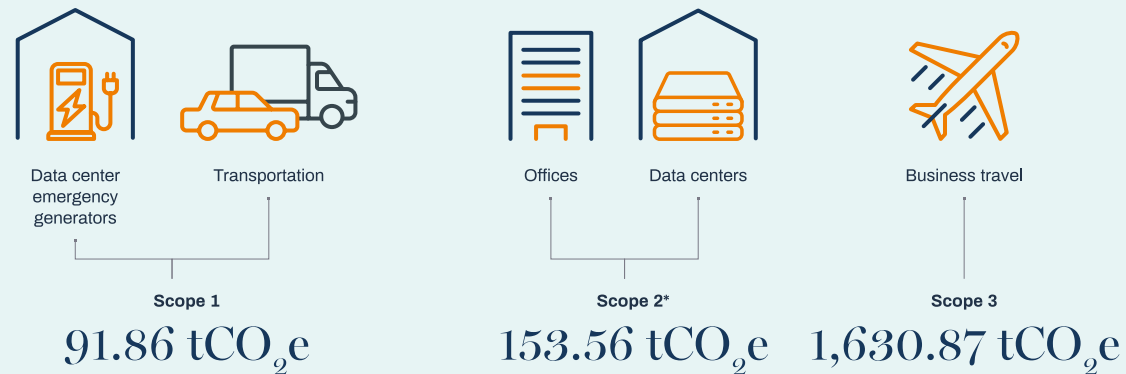 Data center
emergency
generators
Transportation
Offices
Data centers
Business travel
Scope 1
91.86 tCO₂e
Scope 2*
153.56 tCO₂e
Scope 3
1,630.87 tCO₂e